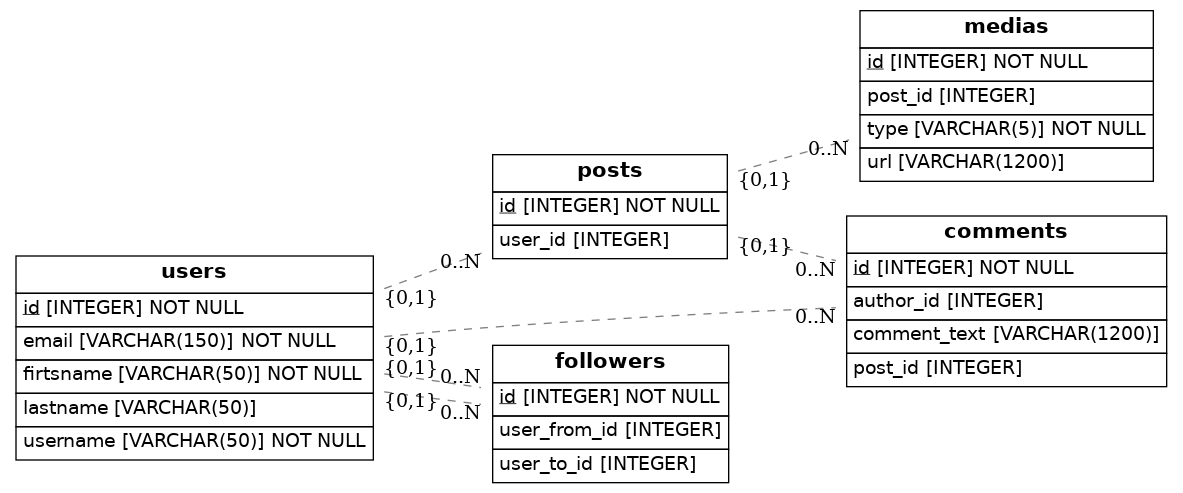 medias
id [INTEGER] NOT NULL
post_id [INTEGER]
type [VARCHAR(5)] NOT NULL
url [VARCHAR(1200)]
0..N
{0,1}
posts
id [INTEGER] NOT NULL
user_id [INTEGER]
{0,1}
0..N
comments
id [INTEGER] NOT NULL
author_id [INTEGER]
comment_text [VARCHAR(1200)]
post_id [INTEGER]
0..N
{0,1}
0..N
{0,1}
users
id [INTEGER] NOT NULL
email [VARCHAR(150)] NOT NULL
firtsname [VARCHAR(50)] NOT NULL
lastname [VARCHAR(50)]
username [VARCHAR(50)] NOT NULL
{0,1}
0..N
{0,1}
0..N
followers
id [INTEGER] NOT NULL
user_from_id [INTEGER]
user_to_id [INTEGER]